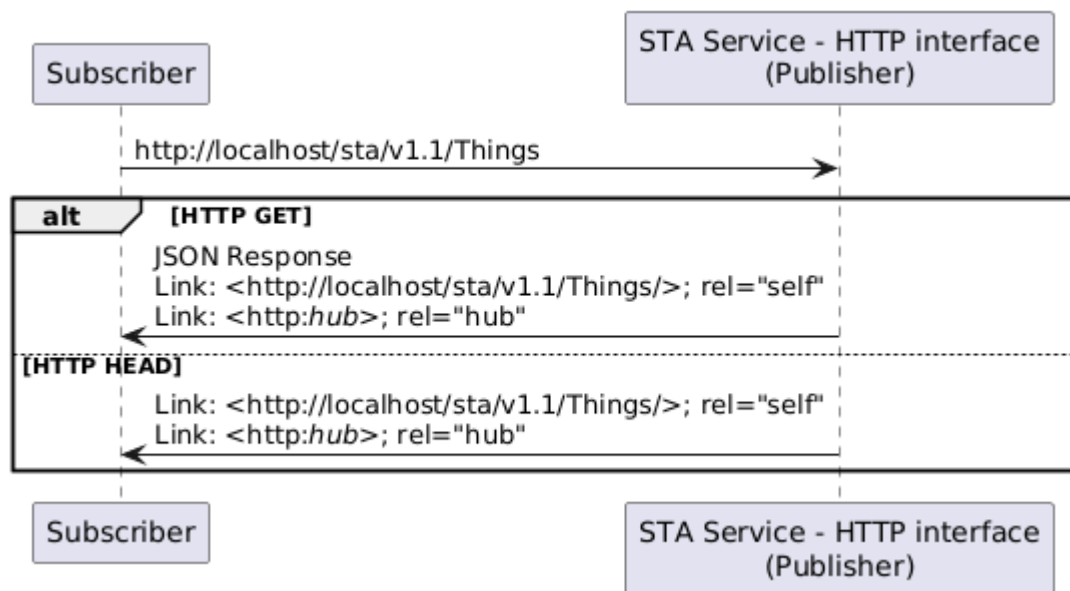 Subscriber
STA Service - HTTP interface
(Publisher)
http://localhost/sta/v1.1/Things
alt
[HTTP GET]
JSON Response
Link: <http://localhost/sta/v1.1/Things/>; rel="self"
Link: <http:hub>; rel="hub"
[HTTP HEAD]
Link: <http://localhost/sta/v1.1/Things/>; rel="self"
Link: <http:hub>; rel="hub"
Subscriber
STA Service - HTTP interface
(Publisher)